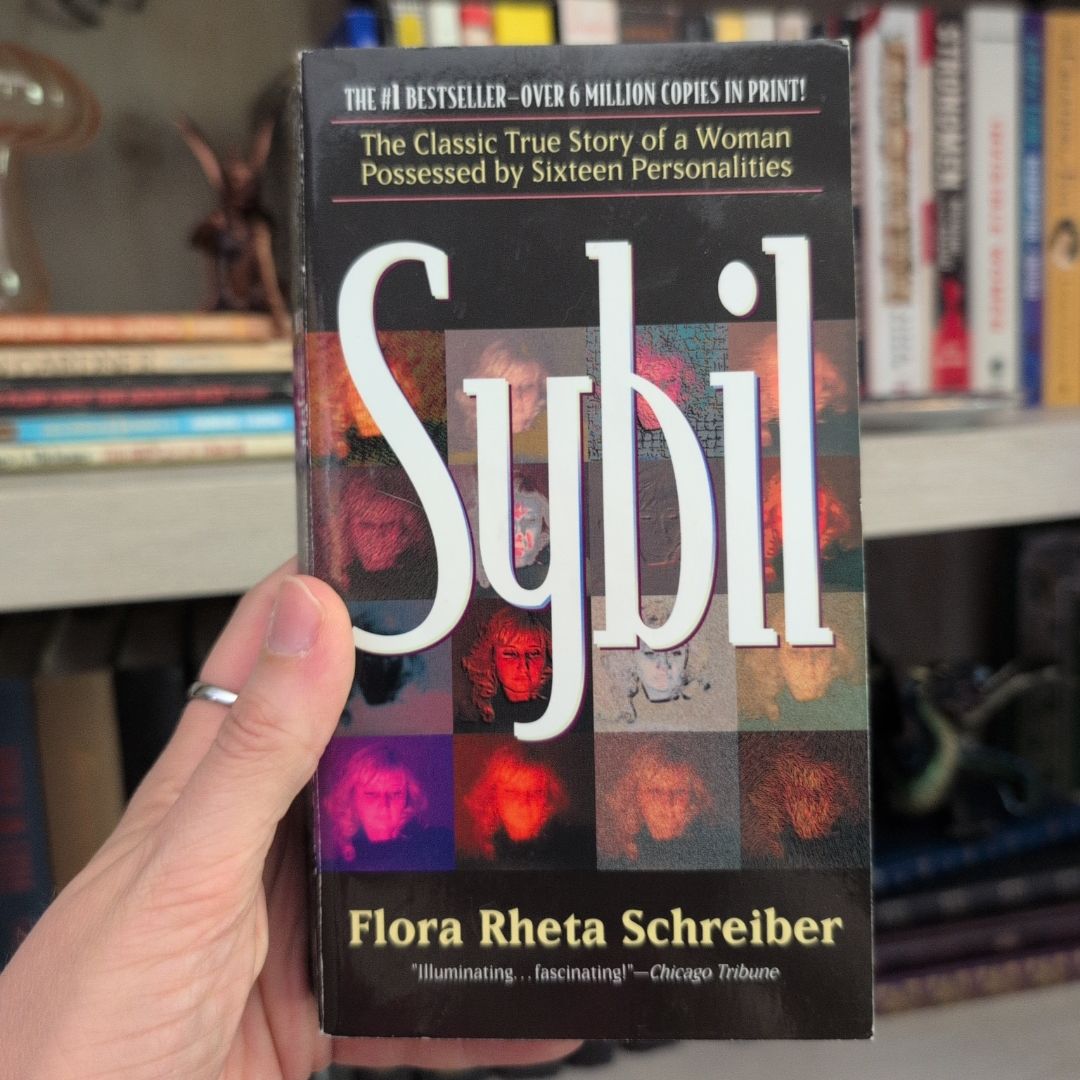 THE #1 BESTSELLER—OVER 6 MILLION COPIES IN PRINT!
The Classic True Story of a Woman
Possessed by Sixteen Personalities
Sybil
Flora Rheta Schreiber
"Illuminating...fascinating!"—Chicago Tribune